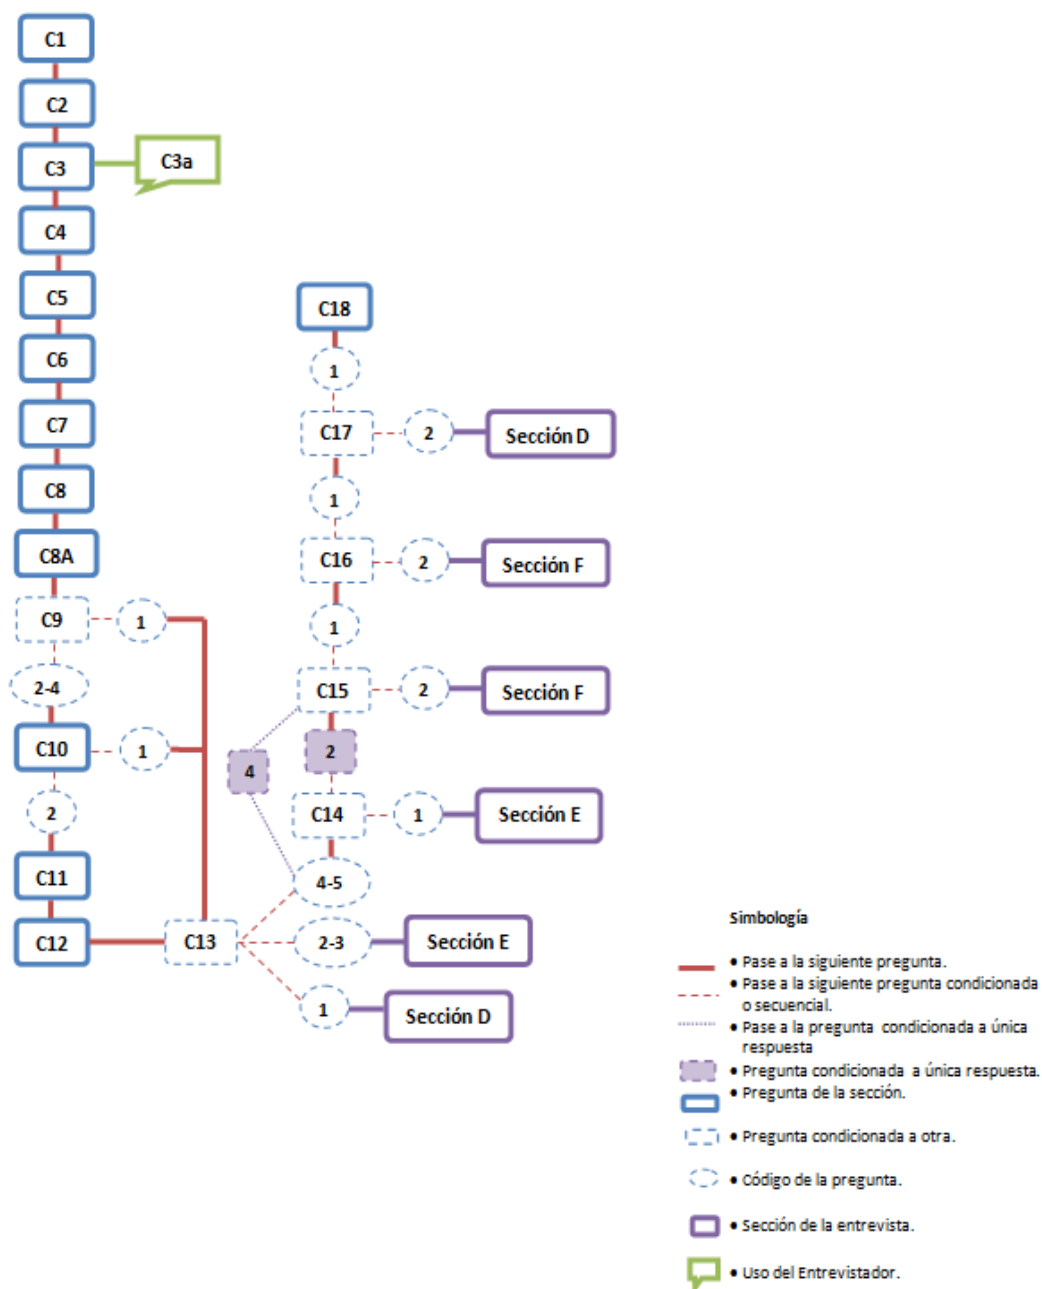 C1
C2
C3
C3a
C4
C5
C6
C7
C8
C8A
C9
1
2-4
C10
1
2
C11
C12
C13
C18
1
C17
2
Sección D
1
C16
2
Sección F
1
C15
2
Sección F
4
2
C14
1
Sección E
4-5
2-3
Sección E
1
Sección D
Simbología
• Pase a la siguiente pregunta.
• Pase a la siguiente pregunta condicionada
o secuencial.
• Pase a la pregunta condicionada a única
respuesta
• Pregunta condicionada a única respuesta.
• Pregunta de la sección.
• Pregunta condicionada a otra.
• Código de la pregunta.
• Sección de la entrevista.
• Uso del Entrevistador.